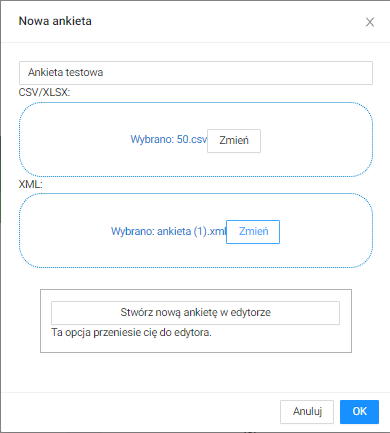 Nowa ankieta
Ankieta testowa
CSV/XLSX:
Wybrano: 50.csv Zmień
XML:
Wybrano: ankieta (1).xml Zmień
Stwórz nową ankietę w edytorze
Ta opcja przeniesie cię do edytora.
Anuluj OK